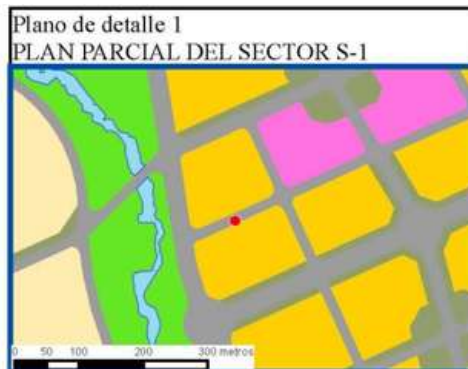 Plano de detalle 1
PLAN PARCIAL DEL SECTOR S-1
0 50 100 200 300 metros